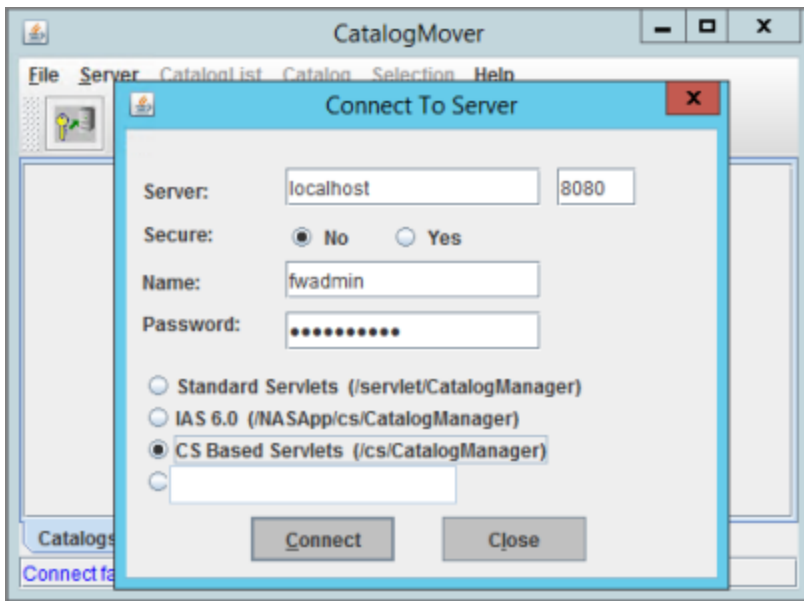 CatalogMover
File Server CatalogList Catalog Selection Help
Connect To Server
Server: localhost 8080
Secure: No Yes
Name: fwadmin
Password: ••••••••••
Standard Servlets (/servlet/CatalogManager)
IAS 6.0 (/NASApp/cs/CatalogManager)
CS Based Servlets (/cs/CatalogManager)
Connect Close
Catalogs
Connect fa